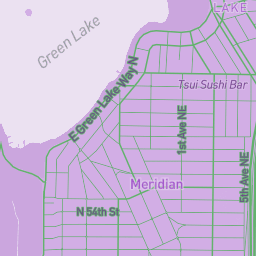 LAKE
Green Lake
E Green Lake Way N
Tsui Sushi Bar
1st Ave NE
5th Ave NE
Meridian
N 54th St